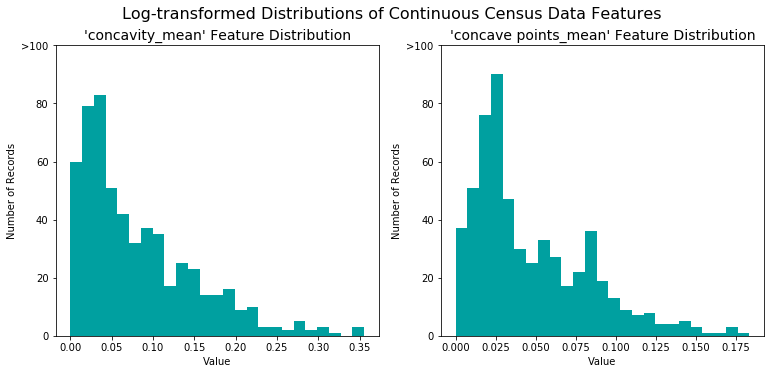 Log-transformed Distributions of Continuous Census Data Features
'concavity_mean' Feature Distribution
>100
80
60
40
20
0
Number of Records
0.00 0.05 0.10 0.15 0.20 0.25 0.30 0.35
Value
'concave points_mean' Feature Distribution
>100
80
60
40
20
0
Number of Records
0.000 0.025 0.050 0.075 0.100 0.125 0.150 0.175
Value